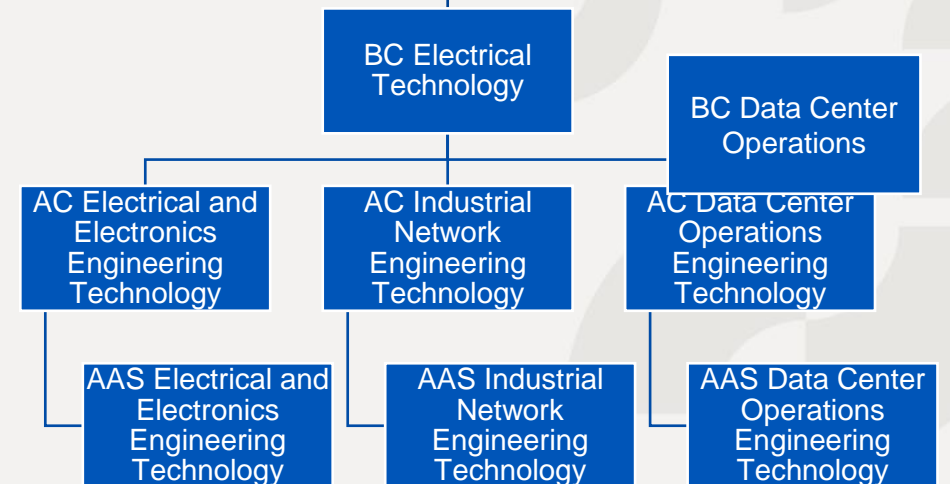 BC Electrical
Technology
BC Data Center
Operations
AC Electrical and
Electronics
Engineering
Technology
AC Industrial
Network
Engineering
Technology
AC Data Center
Operations
Engineering
Technology
AAS Electrical and
Electronics
Engineering
Technology
AAS Industrial
Network
Engineering
Technology
AAS Data Center
Operations
Engineering
Technology